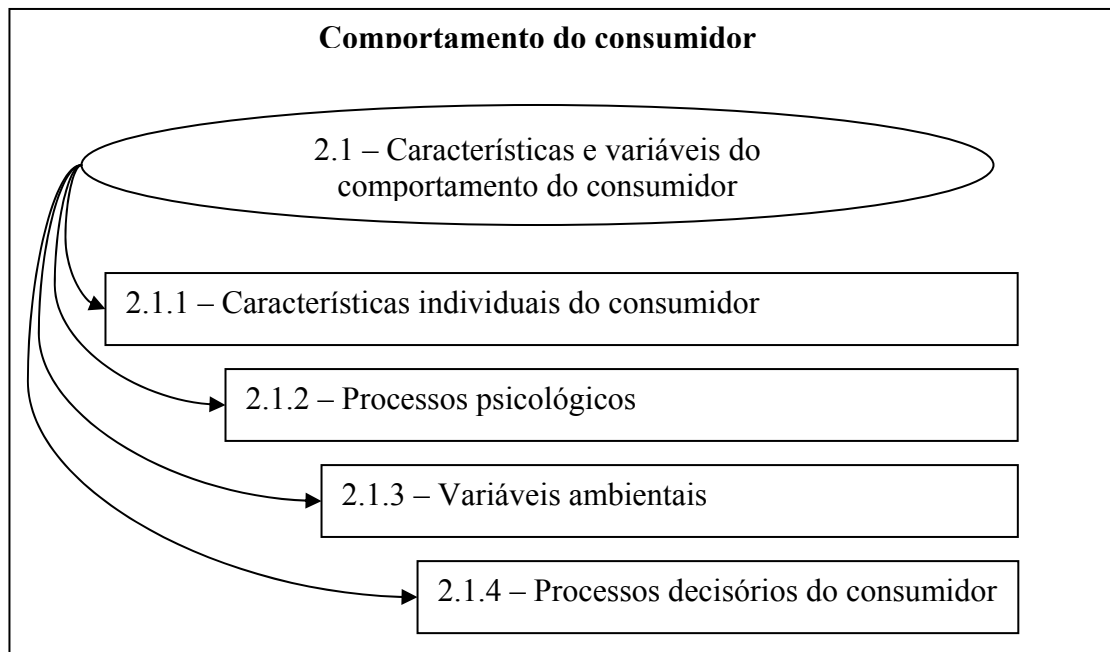 Comportamento do consumidor
2.1 – Características e variáveis do
comportamento do consumidor
2.1.1 – Características individuais do consumidor
2.1.2 – Processos psicológicos
2.1.3 – Variáveis ambientais
2.1.4 – Processos decisórios do consumidor